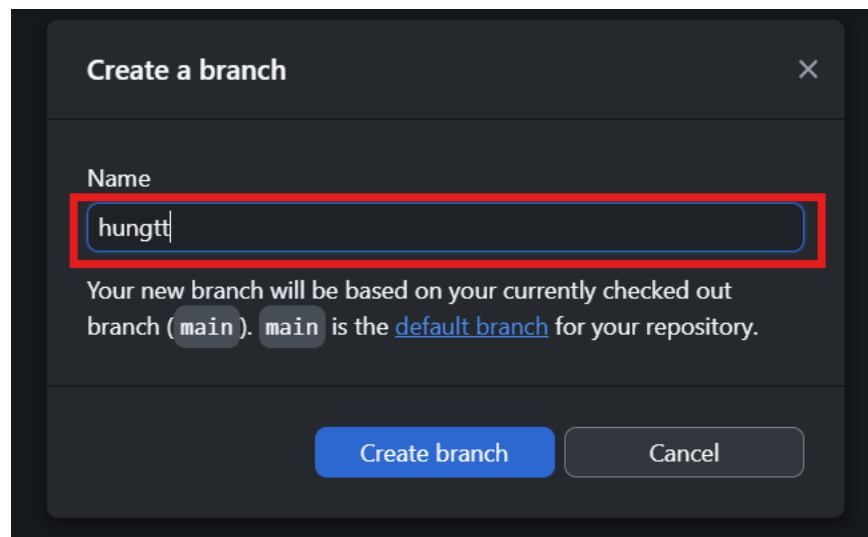 Create a branch
Name
hungtt
Your new branch will be based on your currently checked out
branch (main). main is the default branch for your repository.
Create branch
Cancel